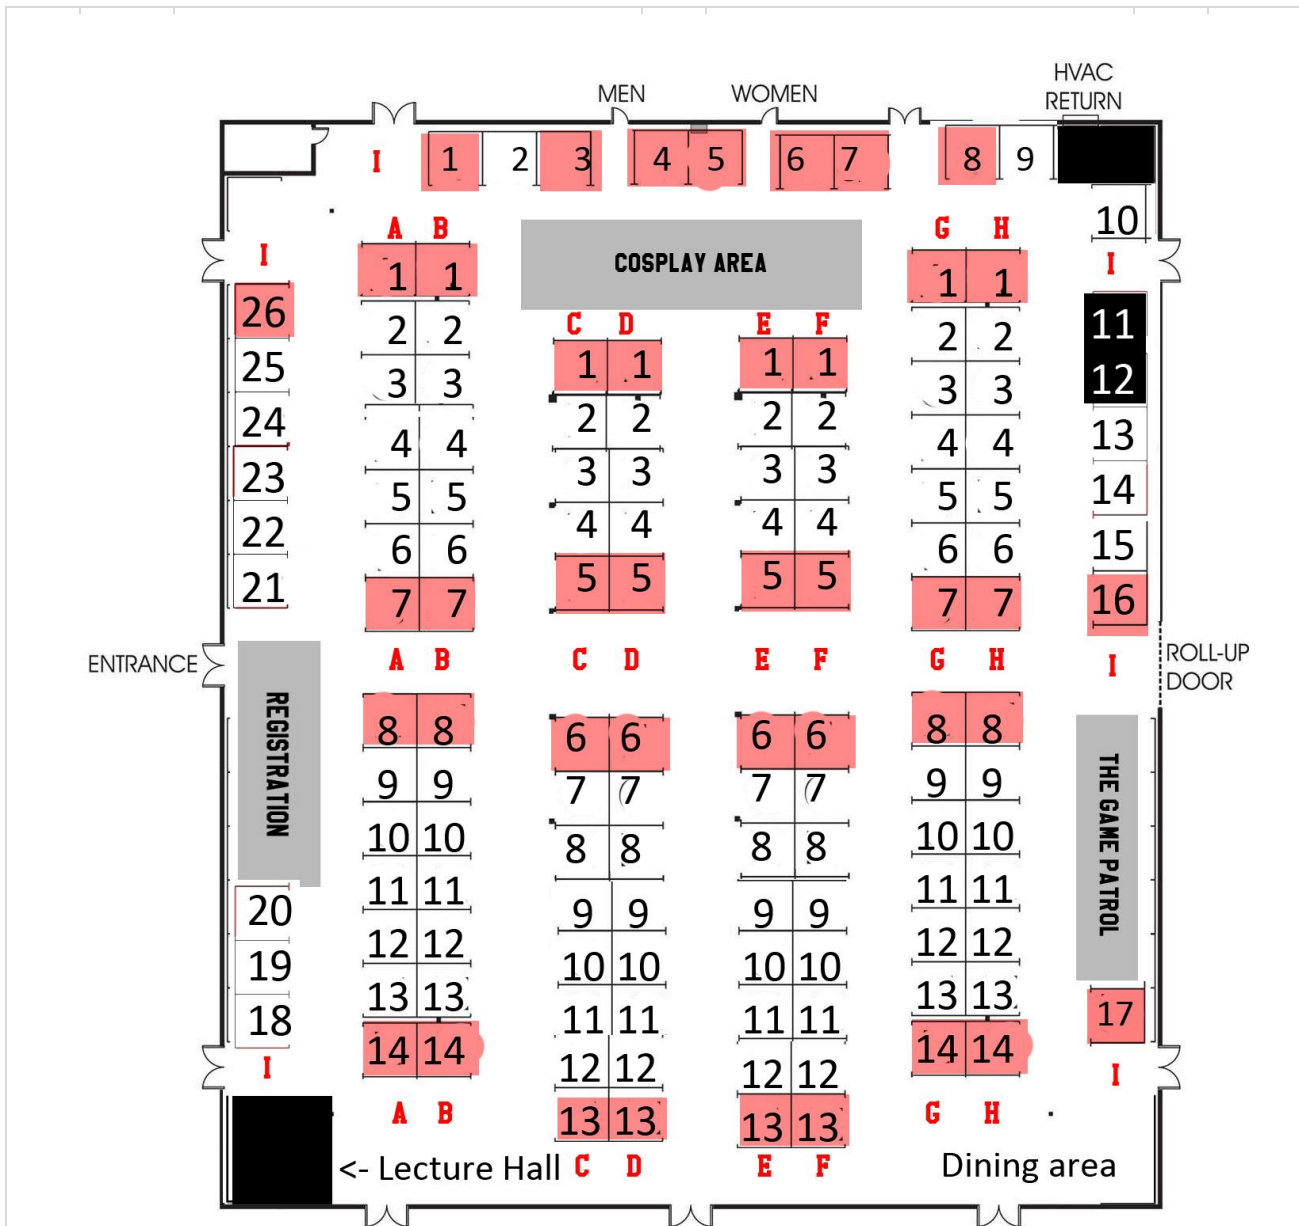 HVAC
RETURN
MEN
WOMEN
I
1
2
3
4
5
6
7
8
9
10
A B
G H
COSPLAY AREA
I
I
1 1
1 1
26
11
C D
E F
2 2
2 2
25
1 1
1 1
12
3 3
3 3
24
2 2
2 2
13
4 4
4 4
23
3 3
3 3
14
5 5
5 5
22
4 4
4 4
15
6 6
6 6
21
5 5
5 5
16
7 7
7 7
ENTRANCE
A B
C D
E F
G H
I
ROLL-UP
DOOR
REGISTRATION
THE GAME PATROL
8 8
6 6
6 6
8 8
9 9
7 7
7 7
9 9
10 10
8 8
8 8
10 10
11 11
11 11
20
9 9
9 9
12 12
12 12
19
10 10
10 10
13 13
13 13
18
11 11
11 11
17
14 14
14 14
I
12 12
12 12
I
A B
13 13
13 13
G H
<- Lecture Hall
C D
E F
Dining area